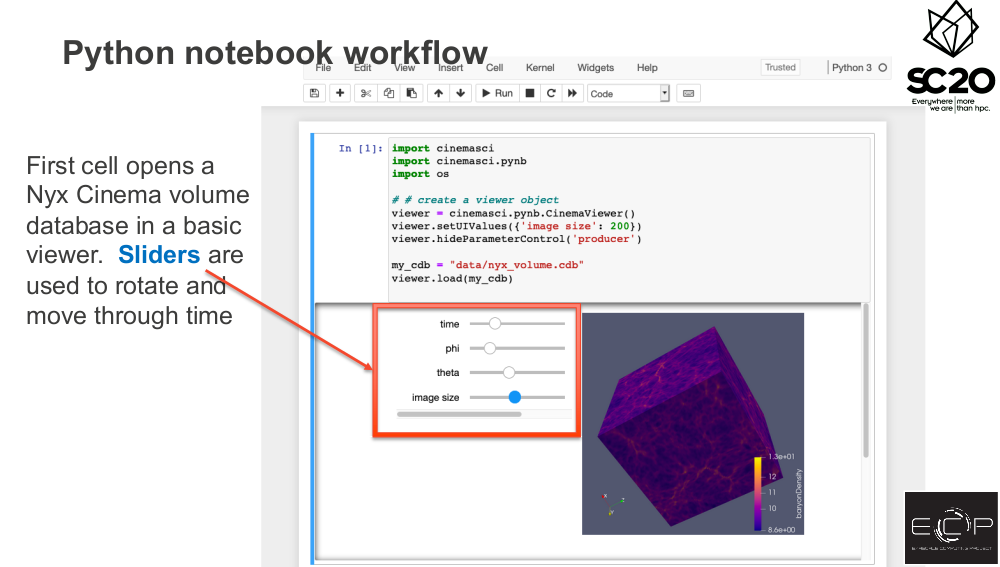 Python notebook workflow
SC20
Everywhere more
we are than hpc.
File Edit View Insert Cell Kernel Widgets Help Trusted Python 3
Run Code
First cell opens a
Nyx Cinema volume
database in a basic
viewer. Sliders are
used to rotate and
move through time
In [1]: import cinemasci
import cinemasci.pynb
import os
# # create a viewer object
viewer = cinemasci.pynb.CinemaViewer()
viewer.setUIValues({'image size': 200})
viewer.hideParameterControl('producer')
my_cdb = "data/nyx_volume.cdb"
viewer.load(my_cdb)
time
phi
theta
image size
1.3e+01
12
11
10
8.6e+00
baryonDensity
x
z
y
ECP
EXASCALE COMPUTING PROJECT